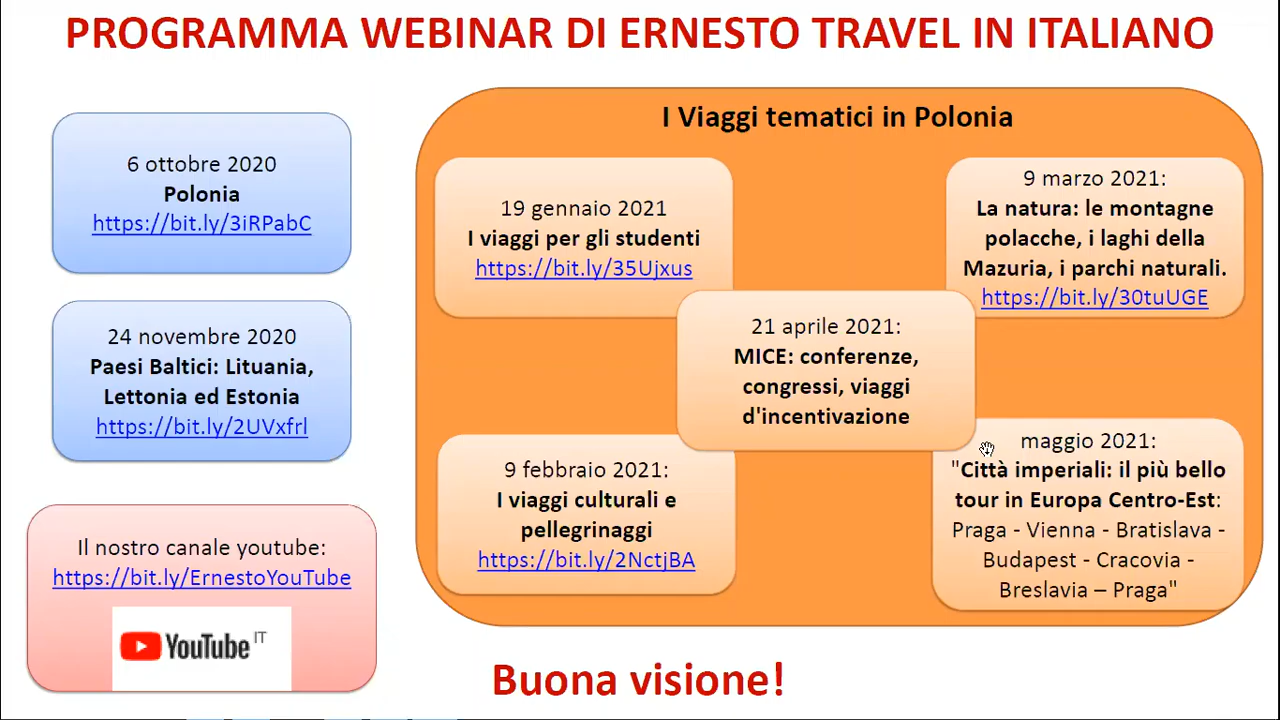 PROGRAMMA WEBINAR DI ERNESTO TRAVEL IN ITALIANO
6 ottobre 2020
Polonia
https://bit.ly/3iRPabC
24 novembre 2020
Paesi Baltici: Lituania,
Lettonia ed Estonia
https://bit.ly/2UVxfrl
Il nostro canale youtube:
https://bit.ly/ErnestoYouTube
YouTube IT
I Viaggi tematici in Polonia
19 gennaio 2021
I viaggi per gli studenti
https://bit.ly/35Ujxus
9 marzo 2021:
La natura: le montagne
polacche, i laghi della
Mazuria, i parchi naturali.
https://bit.ly/30tuUGE
21 aprile 2021:
MICE: conferenze,
congressi, viaggi
d'incentivazione
9 febbraio 2021:
I viaggi culturali e
pellegrinaggi
https://bit.ly/2NctjBA
maggio 2021:
"Città imperiali: il più bello
tour in Europa Centro-Est:
Praga - Vienna - Bratislava -
Budapest - Cracovia -
Breslavia – Praga"
Buona visione!